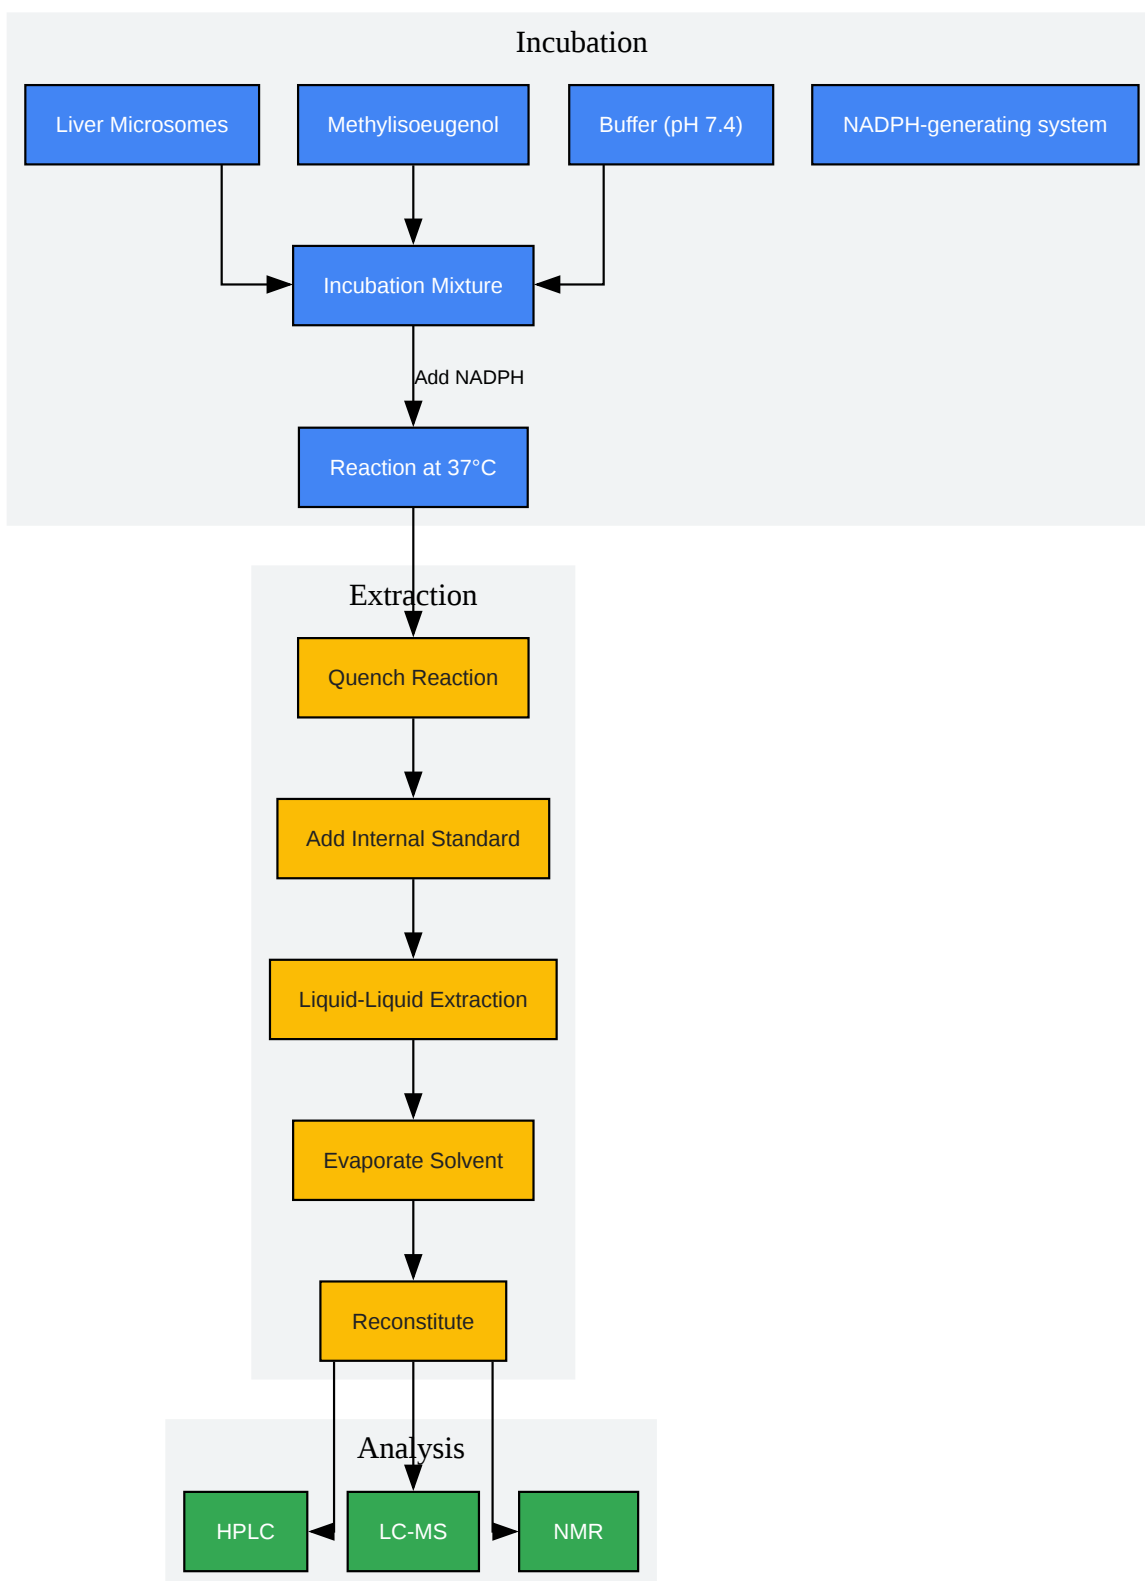 Incubation
Liver Microsomes
Methylisoeugenol
Buffer (pH 7.4)
NADPH-generating system
Incubation Mixture
Add NADPH
Reaction at 37°C
Extraction
Quench Reaction
Add Internal Standard
Liquid-Liquid Extraction
Evaporate Solvent
Reconstitute
Analysis
HPLC
LC-MS
NMR